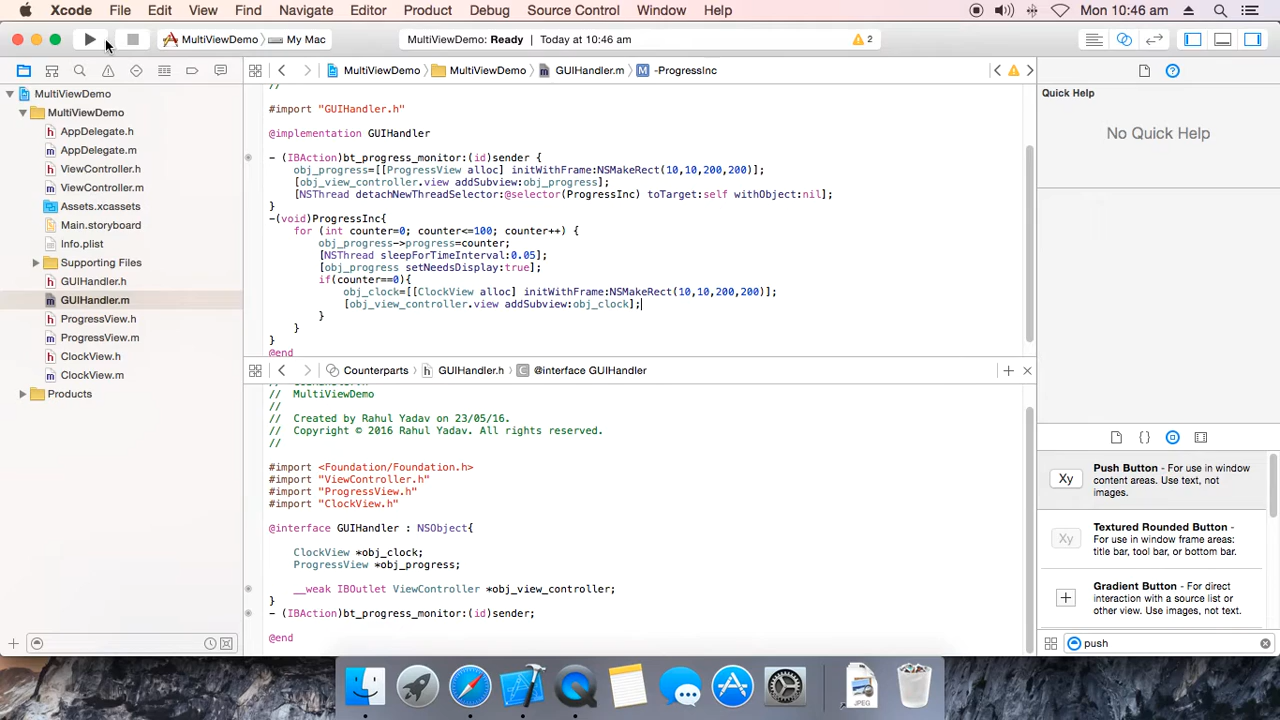 Xcode File Edit View Find Navigate Editor Product Debug Source Control Window Help Mon 10:46 am
MultiViewDemo My Mac MultiViewDemo: Ready Today at 10:46 am 2
MultiViewDemo MultiViewDemo GUIHandler.m M -ProgressInc
MultiViewDemo
MultiViewDemo
h AppDelegate.h
m AppDelegate.m
h ViewController.h
m ViewController.m
Assets.xcassets
Main.storyboard
Info.plist
Supporting Files
h GUIHandler.h
m GUIHandler.m
h ProgressView.h
m ProgressView.m
h ClockView.h
m ClockView.m
Products
//
#import "GUIHandler.h"
@implementation GUIHandler
- (IBAction)bt_progress_monitor:(id)sender {
obj_progress=[[ProgressView alloc] initWithFrame:NSMakeRect(10,10,200,200)];
[obj_view_controller.view addSubview:obj_progress];
[NSThread detachNewThreadSelector:@selector(ProgressInc) toTarget:self withObject:nil];
}
-(void)ProgressInc{
for (int counter=0; counter<=100; counter++) {
obj_progress->progress=counter;
[NSThread sleepForTimeInterval:0.05];
[obj_progress setNeedsDisplay:true];
if(counter==0){
obj_clock=[[ClockView alloc] initWithFrame:NSMakeRect(10,10,200,200)];
[obj_view_controller.view addSubview:obj_clock];
}
}
}
@end
Counterparts h GUIHandler.h C @interface GUIHandler
// MultiViewDemo
//
// Created by Rahul Yadav on 23/05/16.
// Copyright © 2016 Rahul Yadav. All rights reserved.
//
#import <Foundation/Foundation.h>
#import "ViewController.h"
#import "ProgressView.h"
#import "ClockView.h"
@interface GUIHandler : NSObject{
ClockView *obj_clock;
ProgressView *obj_progress;
__weak IBOutlet ViewController *obj_view_controller;
}
- (IBAction)bt_progress_monitor:(id)sender;
@end
Quick Help
No Quick Help
Xy
Push Button - For use in window
content areas. Use text, not
images.
Xy
Textured Rounded Button -
For use in window frame areas:
title bar, tool bar, or bottom bar.
Gradient Button - For direct
interaction with a source list or
other view. Use images, not text.
push
JPEG